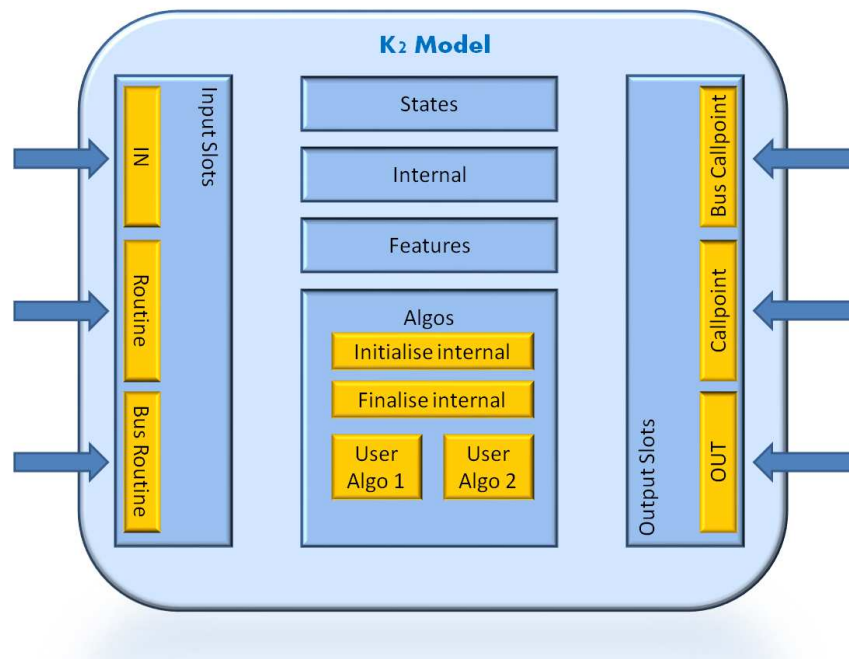 K2 Model
Input Slots
IN
Routine
Bus Routine
States
Internal
Features
Algos
Initialise internal
Finalise internal
User
Algo 1
User
Algo 2
Output Slots
Bus Callpoint
Callpoint
OUT